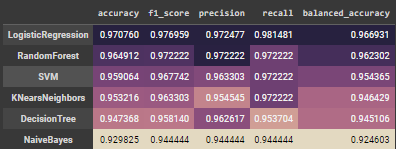 accuracy f1_score precision recall balanced_accuracy
LogisticRegression 0.970760 0.976959 0.972477 0.981481 0.966931
RandomForest 0.964912 0.972222 0.972222 0.972222 0.962302
SVM 0.959064 0.967742 0.963303 0.972222 0.954365
KNearsNeighbors 0.953216 0.963303 0.954545 0.972222 0.946429
DecisionTree 0.947368 0.958140 0.962617 0.953704 0.945106
NaiveBayes 0.929825 0.944444 0.944444 0.944444 0.924603